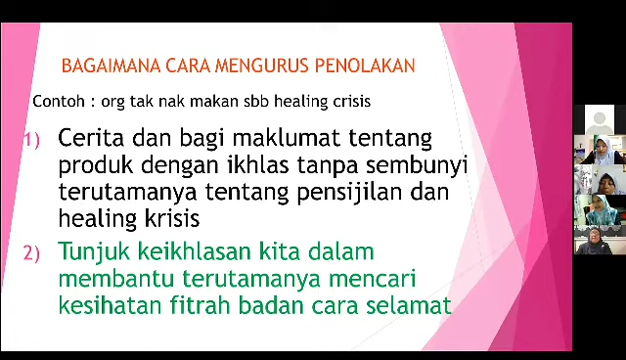 BAGAIMANA CARA MENGURUS PENOLAKAN
Contoh : org tak nak makan sbb healing crisis
1) Cerita dan bagi maklumat tentang
produk dengan ikhlas tanpa sembunyi
terutamanya tentang pensijilan dan
healing krisis
2) Tunjuk keikhlasan kita dalam
membantu terutamanya mencari
kesihatan fitrah badan cara selamat